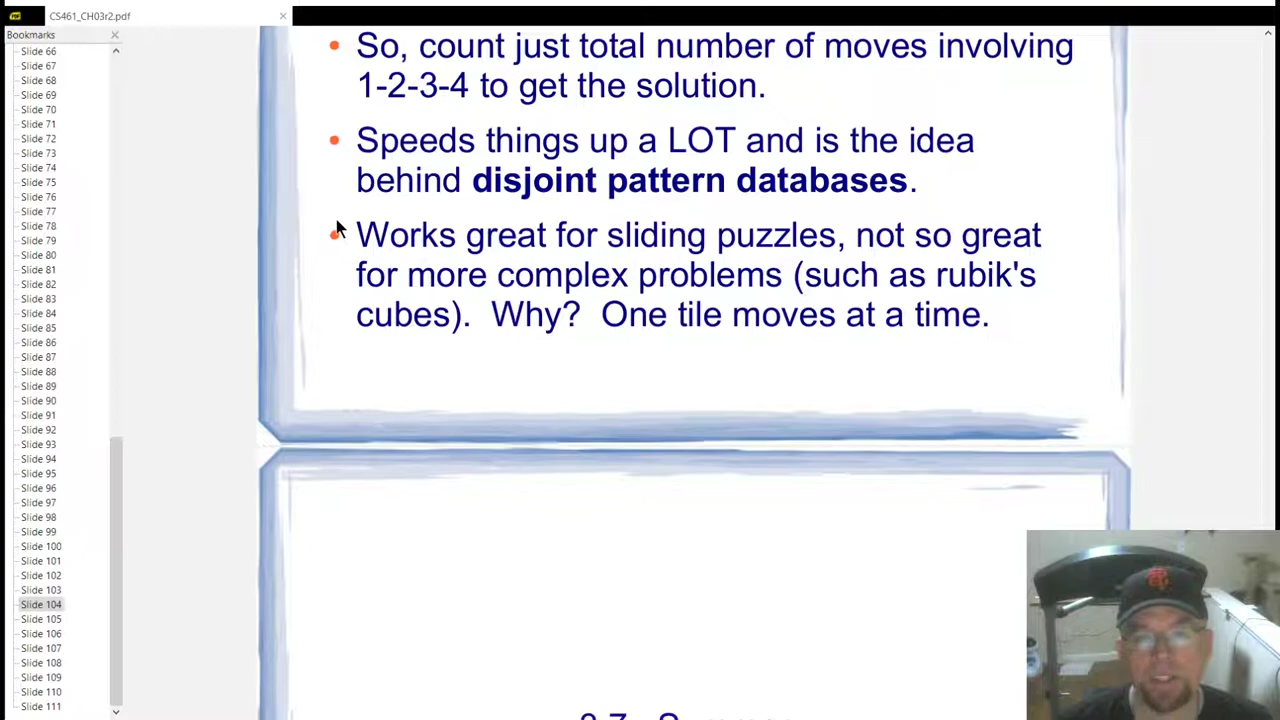 CS461_CH03r2.pdf
Bookmarks
Slide 66
Slide 67
Slide 68
Slide 69
Slide 70
Slide 71
Slide 72
Slide 73
Slide 74
Slide 75
Slide 76
Slide 77
Slide 78
Slide 79
Slide 80
Slide 81
Slide 82
Slide 83
Slide 84
Slide 85
Slide 86
Slide 87
Slide 88
Slide 89
Slide 90
Slide 91
Slide 92
Slide 93
Slide 94
Slide 95
Slide 96
Slide 97
Slide 98
Slide 99
Slide 100
Slide 101
Slide 102
Slide 103
Slide 104
Slide 105
Slide 106
Slide 107
Slide 108
Slide 109
Slide 110
Slide 111
• So, count just total number of moves involving
1-2-3-4 to get the solution.
• Speeds things up a LOT and is the idea
behind disjoint pattern databases.
• Works great for sliding puzzles, not so great
for more complex problems (such as rubik's
cubes). Why? One tile moves at a time.